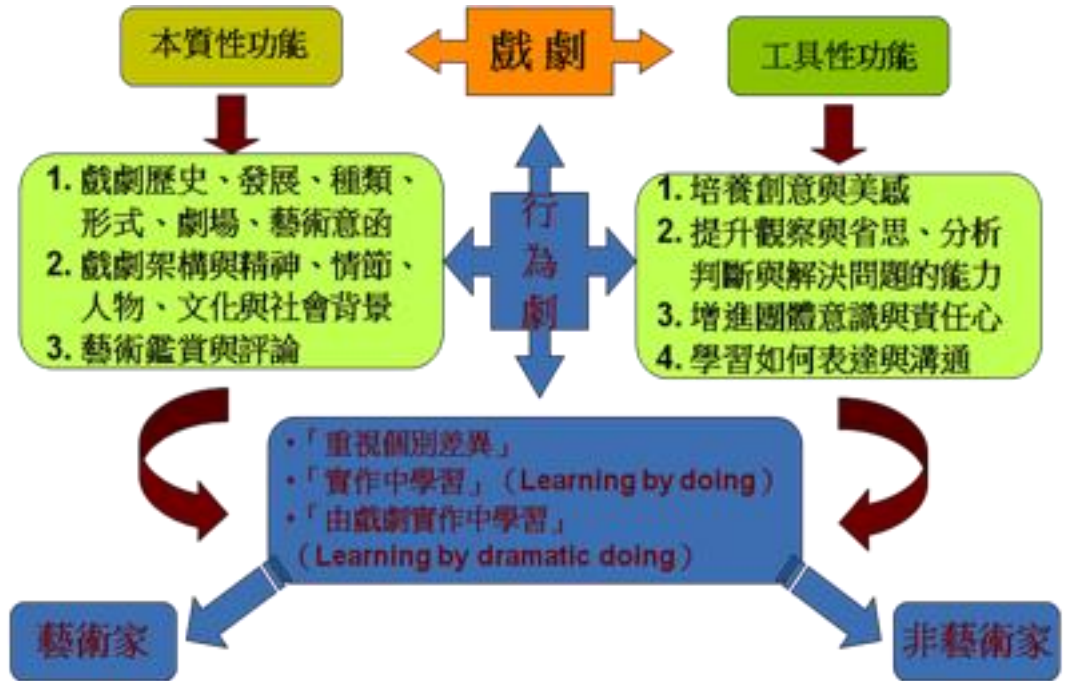 本質性功能
戲劇
工具性功能
1. 戲劇歷史、發展、種類、
形式、劇場、藝術意函
2. 戲劇架構與精神、情節、
人物、文化與社會背景
3. 藝術鑑賞與評論
行
為
劇
1. 培養創意與美感
2. 提升觀察與省思、分析
判斷與解決問題的能力
3. 增進團體意識與責任心
4. 學習如何表達與溝通
・「重視個別差異」
・「實作中學習」（Learning by doing）
・「由戲劇實作中學習」
（Learning by dramatic doing）
藝術家
非藝術家